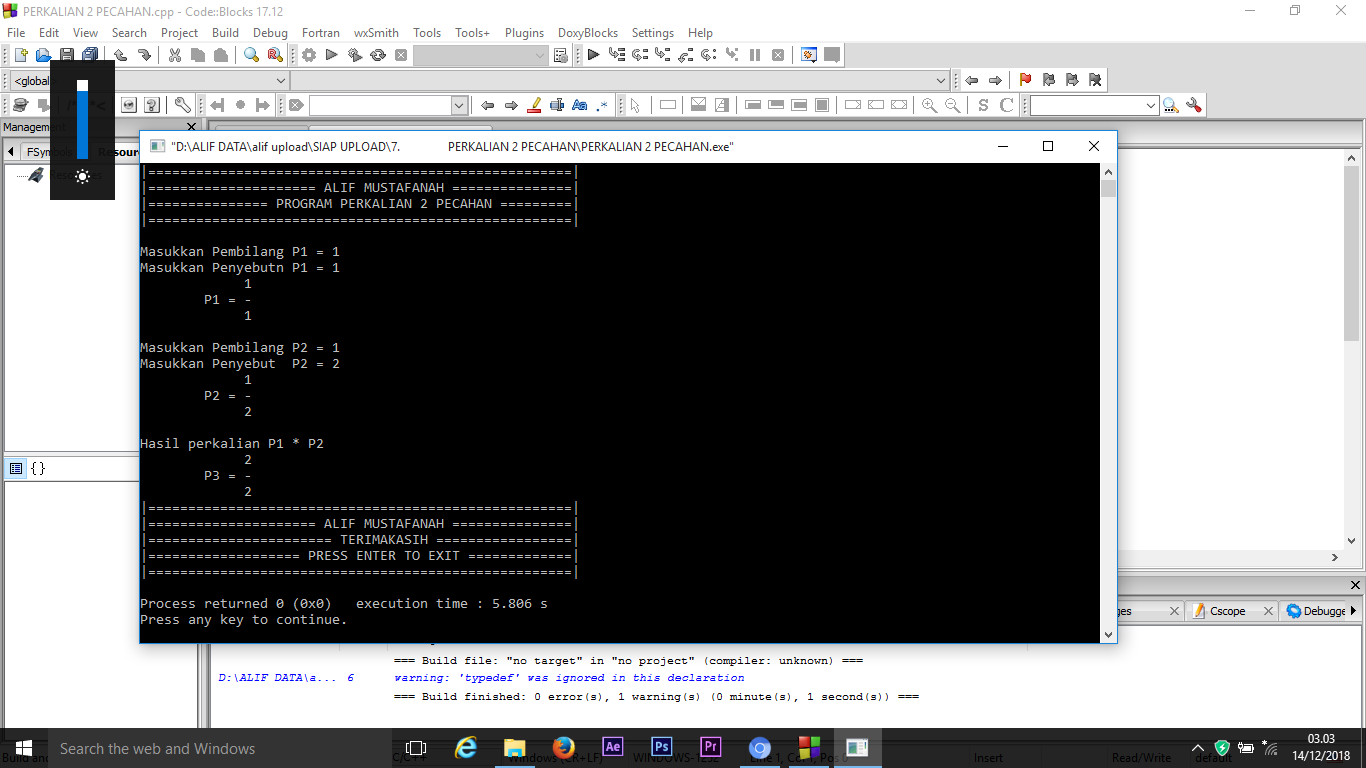 PERKALIAN 2 PECAHAN.cpp - Code::Blocks 17.12
File Edit View Search Project Build Debug Fortran wxSmith Tools Tools+ Plugins DoxyBlocks Settings Help
<global
S C
Management
FSymbols Resour
"D:\ALIF DATA\alif upload\SIAP UPLOAD\7. PERKALIAN 2 PECAHAN\PERKALIAN 2 PECAHAN.exe"
|=====================================================|
|===================== ALIF MUSTAFANAH ===============|
|=============== PROGRAM PERKALIAN 2 PECAHAN =========|
|=====================================================|
Masukkan Pembilang P1 = 1
Masukkan Penyebutn P1 = 1
1
P1 = -
1
Masukkan Pembilang P2 = 1
Masukkan Penyebut  P2 = 2
1
P2 = -
2
Hasil perkalian P1 * P2
2
P3 = -
2
|=====================================================|
|===================== ALIF MUSTAFANAH ===============|
|======================= TERIMAKASIH =================|
|=================== PRESS ENTER TO EXIT =============|
|=====================================================|
Process returned 0 (0x0)   execution time : 5.806 s
Press any key to continue.
{}
ges Cscope Debugge
=== Build file: "no target" in "no project" (compiler: unknown) ===
D:\ALIF DATA\a... 6 warning: 'typedef' was ignored in this declaration
=== Build finished: 0 error(s), 1 warning(s) (0 minute(s), 1 second(s)) ===
Search the web and Windows
Ae Ps Pr
03.03
14/12/2018
C/C++ Windows (CR+LF) WINDOWS-1252 Insert Read/Write default